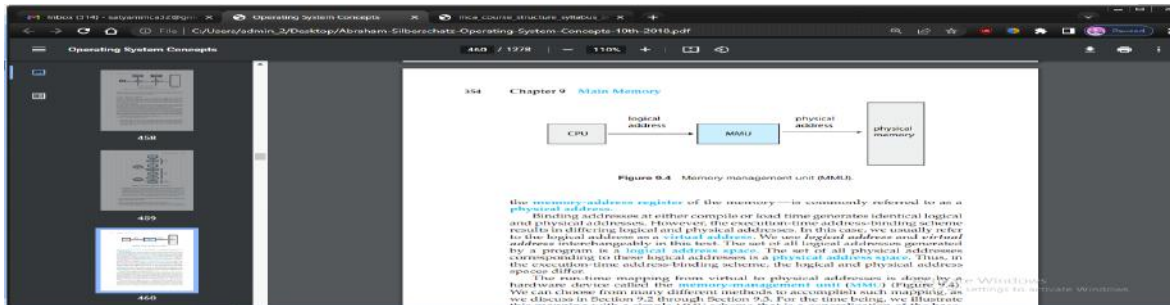 Inbox (314) - satyammca32@gm
Operating System Concepts
mca_course_structure_syllabus_
File
C:/Users/admin_2/Desktop/Abraham-Silberschatz-Operating-System-Concepts-10th-2018.pdf
Paused
Operating System Concepts
460 / 1278
110%
458
459
460
354 Chapter 9 Main Memory
CPU
logical
address
MMU
physical
address
physical
memory
Figure 9.4 Memory management unit (MMU).
the memory-address register of the memory—is commonly referred to as a
physical address.
Binding addresses at either compile or load time generates identical logical
and physical addresses. However, the execution-time address-binding scheme
results in differing logical and physical addresses. In this case, we usually refer
to the logical address as a virtual address. We use logical address and virtual
address interchangeably in this text. The set of all logical addresses generated
by a program is a logical address space. The set of all physical addresses
corresponding to these logical addresses is a physical address space. Thus, in
the execution-time address-binding scheme, the logical and physical address
spaces differ.
The run-time mapping from virtual to physical addresses is done by a
hardware device called the memory-management unit (MMU) (Figure 9.4).
We can choose from many different methods to accomplish such mapping, as
we discuss in Section 9.2 through Section 9.3. For the time being, we illustrate
Windows
settings to activate Windows.